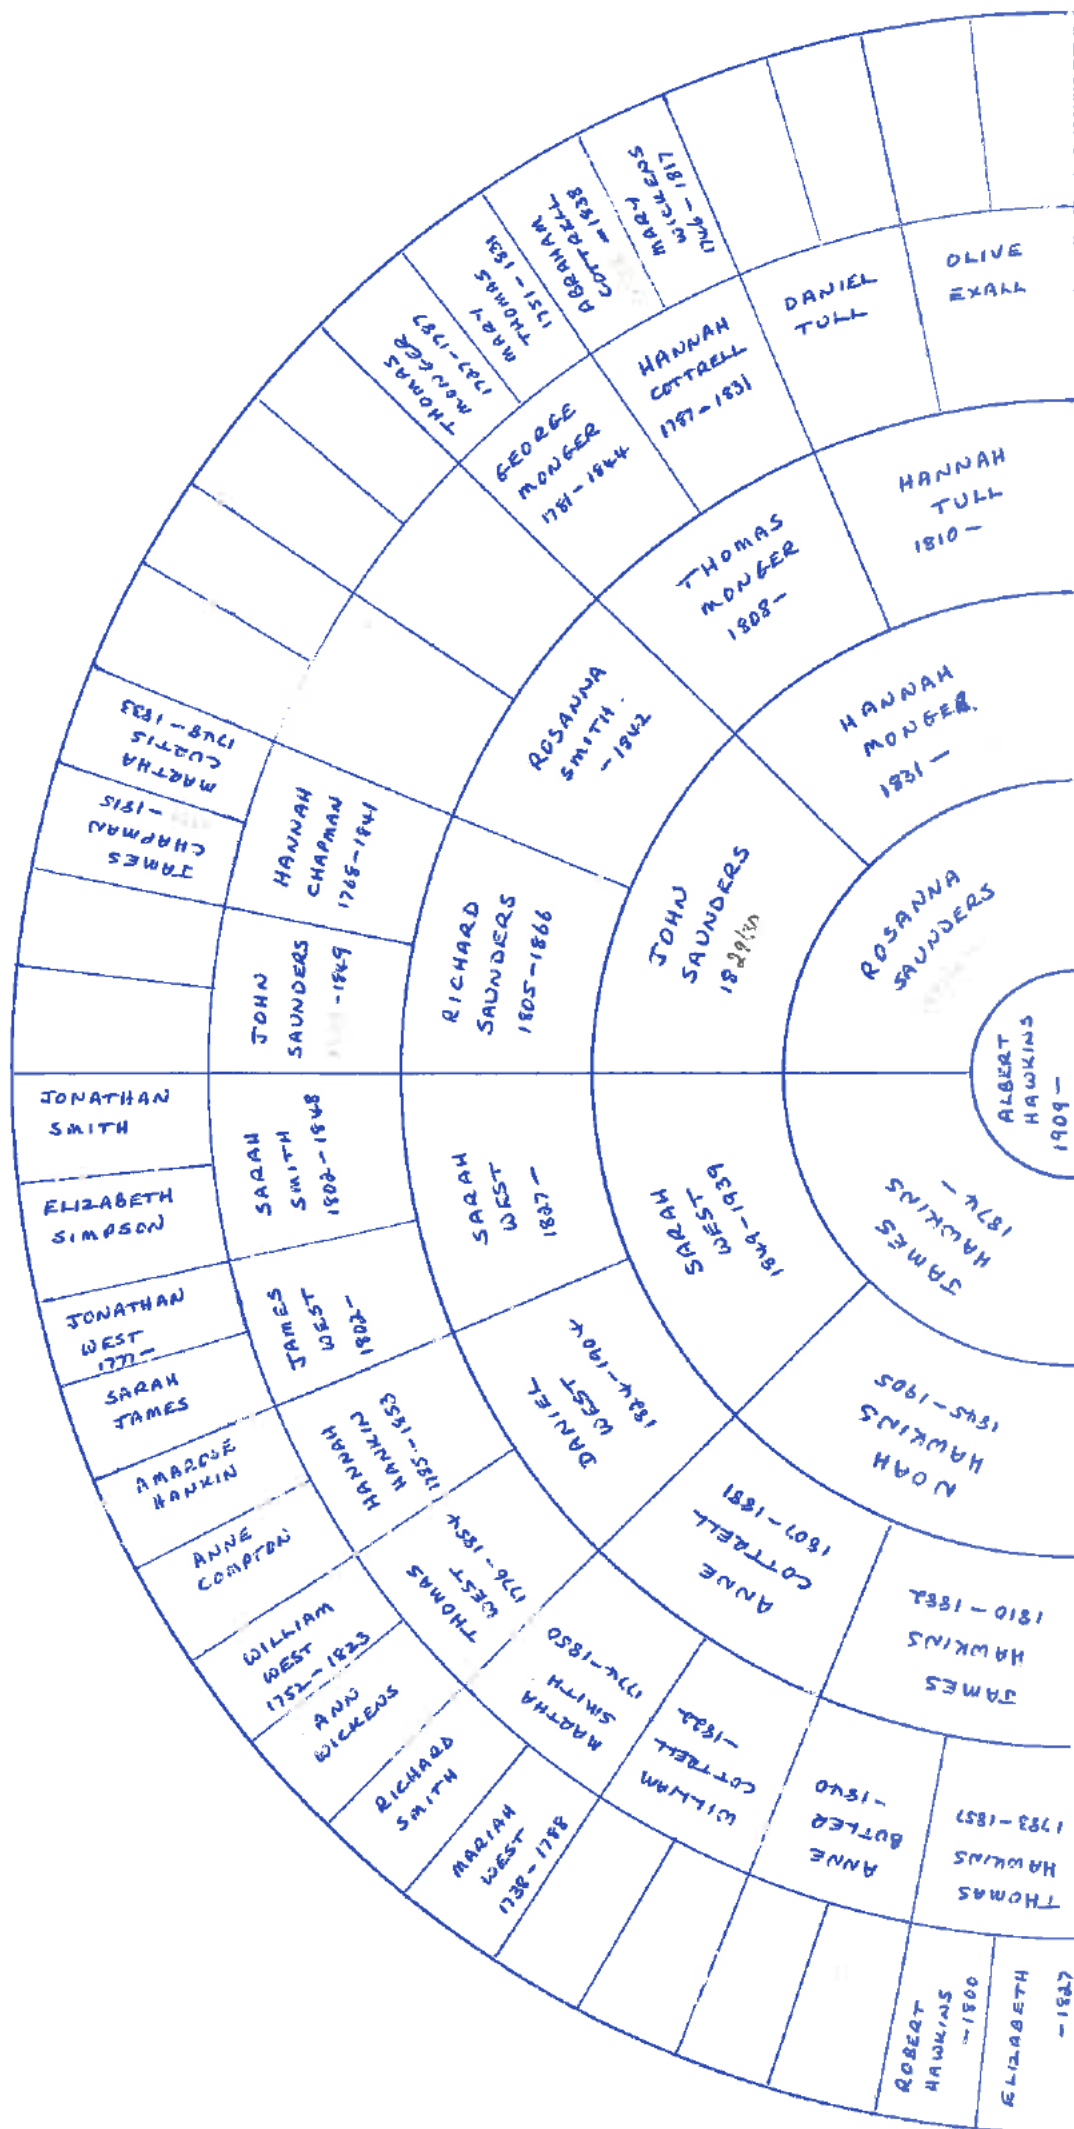 ALBERT
HAWKINS
1909-
ROSANNA
SAUNDERS
JAMES
HAWKINS
1874-
HANNAH
MONGER.
1831-
JOHN
SAUNDERS
1829/30
SARAH
WEST
1849-1939
NOAH
HAWKINS
1845-1905
HANNAH
TULL
1810-
THOMAS
MONGER
1808-
ROSANNA
SMITH.
-1842
RICHARD
SAUNDERS
1805-1866
SARAH
WEST
1827-
DANIEL
WEST
1824-1904
ANNE
COTTRELL
1807-1881
JAMES
HAWKINS
1810-1882
OLIVE
EXALL
DANIEL
TULL
HANNAH
COTTRELL
1787-1831
GEORGE
MONGER
1781-1844
HANNAH
CHAPMAN
1768-1841
JOHN
SAUNDERS
-1849
SARAH
SMITH
1802-1848
JAMES
WEST
1802-
HANNAH
HANKIN
1785-1853
THOMAS
WEST
1776-1854
MARTHA
SMITH
1774-1850
WILLIAM
COTTRELL
-1822
ANNE
BUTLER
-1840
THOMAS
HAWKINS
1783-1857
MARY
WICKENS
1746-1817
ABRAHAM
COTTRELL
-1838
MARY
THOMAS
1751-1831
THOMAS
MONGER
1727-1787
MARTHA
CURTIS
1748-1833
JAMES
CHAPMAN
-1815
JONATHAN
SMITH
ELIZABETH
SIMPSON
JONATHAN
WEST
1777-
SARAH
JAMES
AMBROSE
HANKIN
ANNE
COMPTON
WILLIAM
WEST
1752-1823
ANN
WICKENS
RICHARD
SMITH
MARIAH
WEST
1738-1788
ROBERT
HAWKINS
-1800
ELIZABETH
-1827